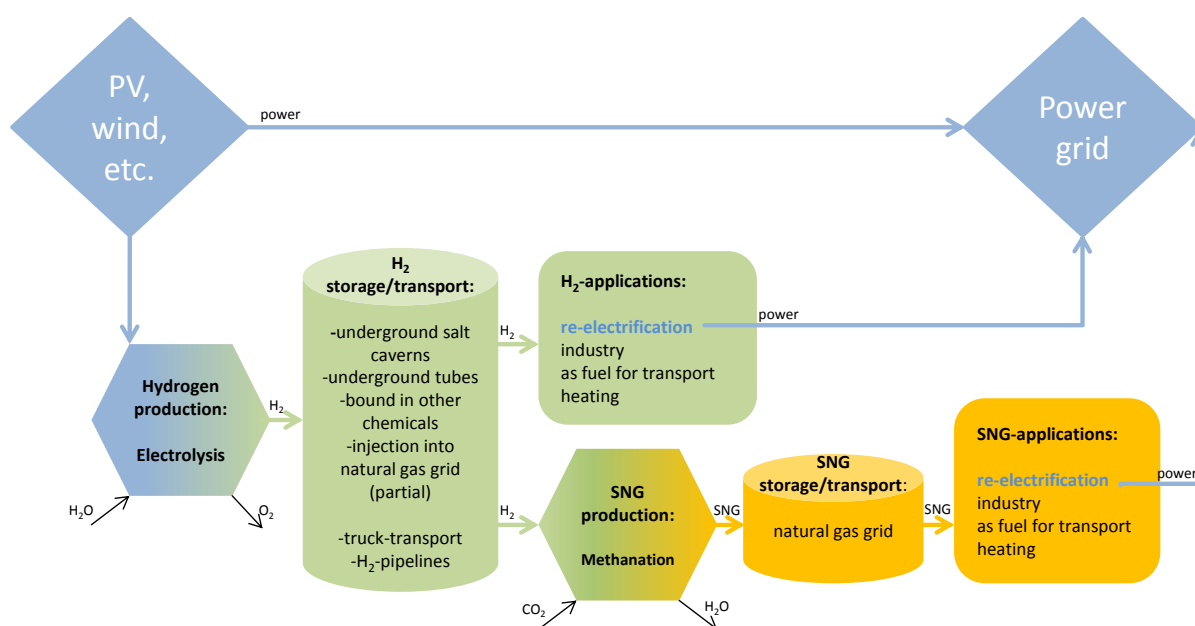 PV,
wind,
etc.
power
Power
grid
H₂
storage/transport:
-underground salt
caverns
-underground tubes
-bound in other
chemicals
-injection into
natural gas grid
(partial)
-truck-transport
-H₂-pipelines
H₂
H₂-applications:
re-electrification
industry
as fuel for transport
heating
power
Hydrogen
production:
Electrolysis
H₂
H₂O
O₂
H₂
SNG
production:
Methanation
CO₂
H₂O
SNG
SNG
storage/transport:
natural gas grid
SNG
SNG-applications:
re-electrification
industry
as fuel for transport
heating
power